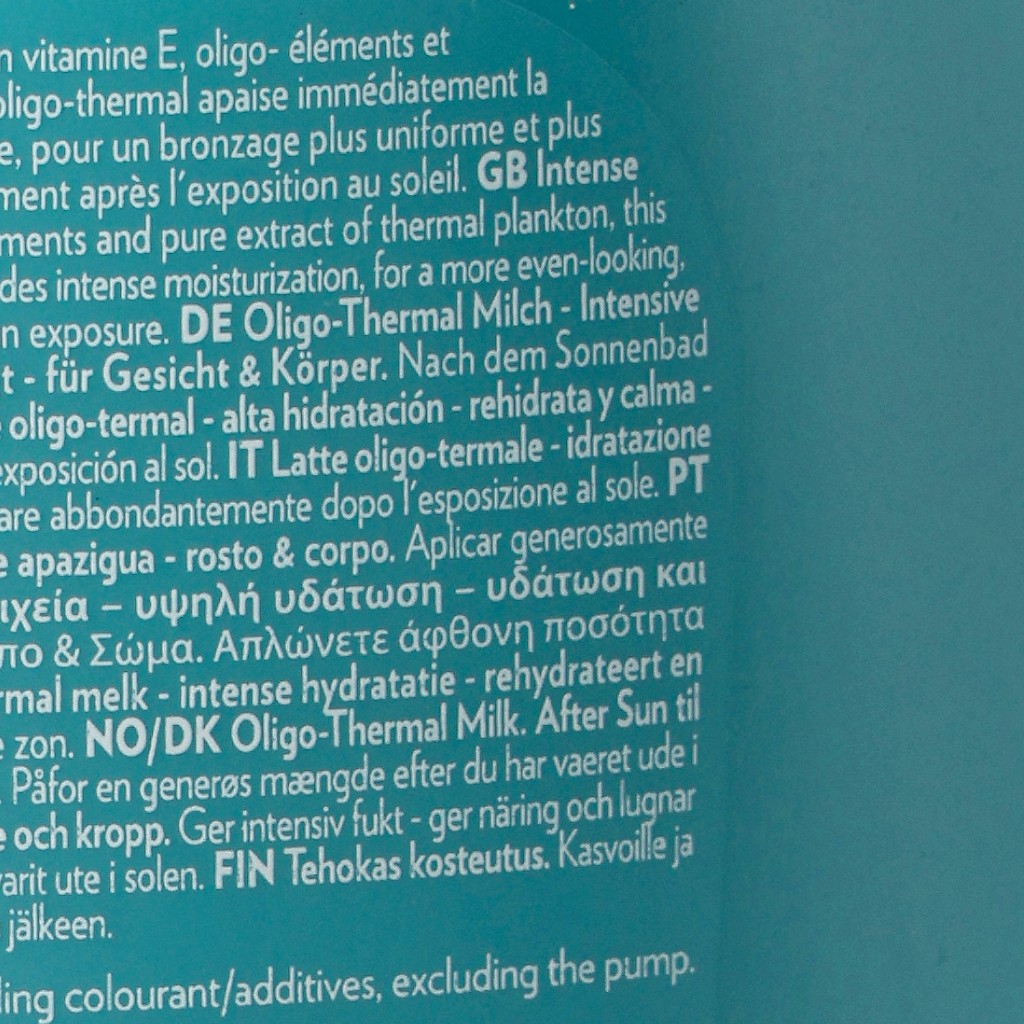 n vitamine E, oligo- éléments et
oligo-thermal apaise immédiatement la
e, pour un bronzage plus uniforme et plus
ment après l'exposition au soleil. GB Intense
ments and pure extract of thermal plankton, this
des intense moisturization, for a more even-looking,
n exposure. DE Oligo-Thermal Milch - Intensive
t - für Gesicht & Körper. Nach dem Sonnenbad
oligo-termal - alta hidratación - rehidrata y calma -
exposición al sol. IT Latte oligo-termale - idratazione
are abbondantemente dopo l'esposizione al sole. PT
e apazigua - rosto & corpo. Aplicar generosamente
ιχεία – υψηλή υδάτωση – υδάτωση και
πο & Σώμα. Απλώνετε άφθονη ποσότητα
rmal melk - intense hydratatie - rehydrateert en
e zon. NO/DK Oligo-Thermal Milk. After Sun til
. Påfor en generøs mængde efter du har vaeret ude i
e och kropp. Ger intensiv fukt - ger näring och lugnar
varit ute i solen. FIN Tehokas kosteutus. Kasvoille ja
jälkeen.
ling colourant/additives, excluding the pump.